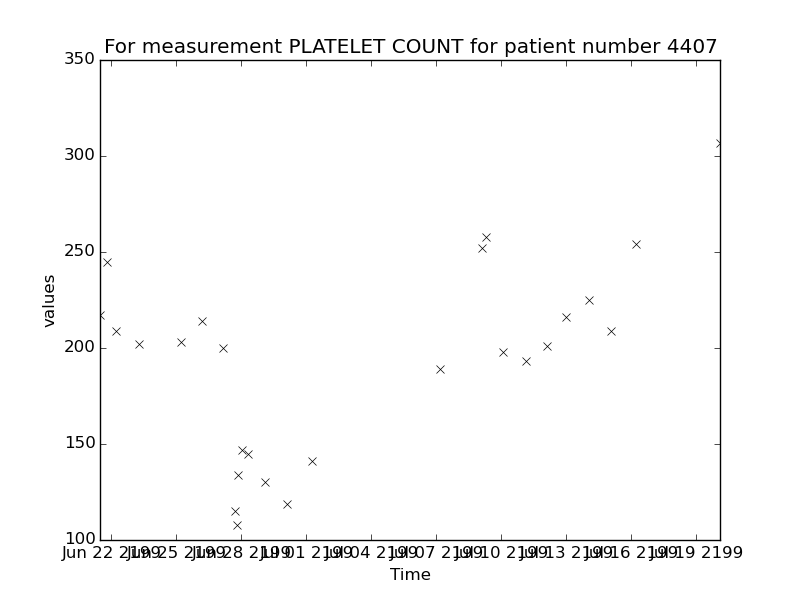 For measurement PLATELET COUNT for patient number 4407
350
300
250
200
150
100
values
Jun 22 2199 Jun 25 2199 Jun 28 2199 Jul 01 2199 Jul 04 2199 Jul 07 2199 Jul 10 2199 Jul 13 2199 Jul 16 2199 Jul 19 2199
Time